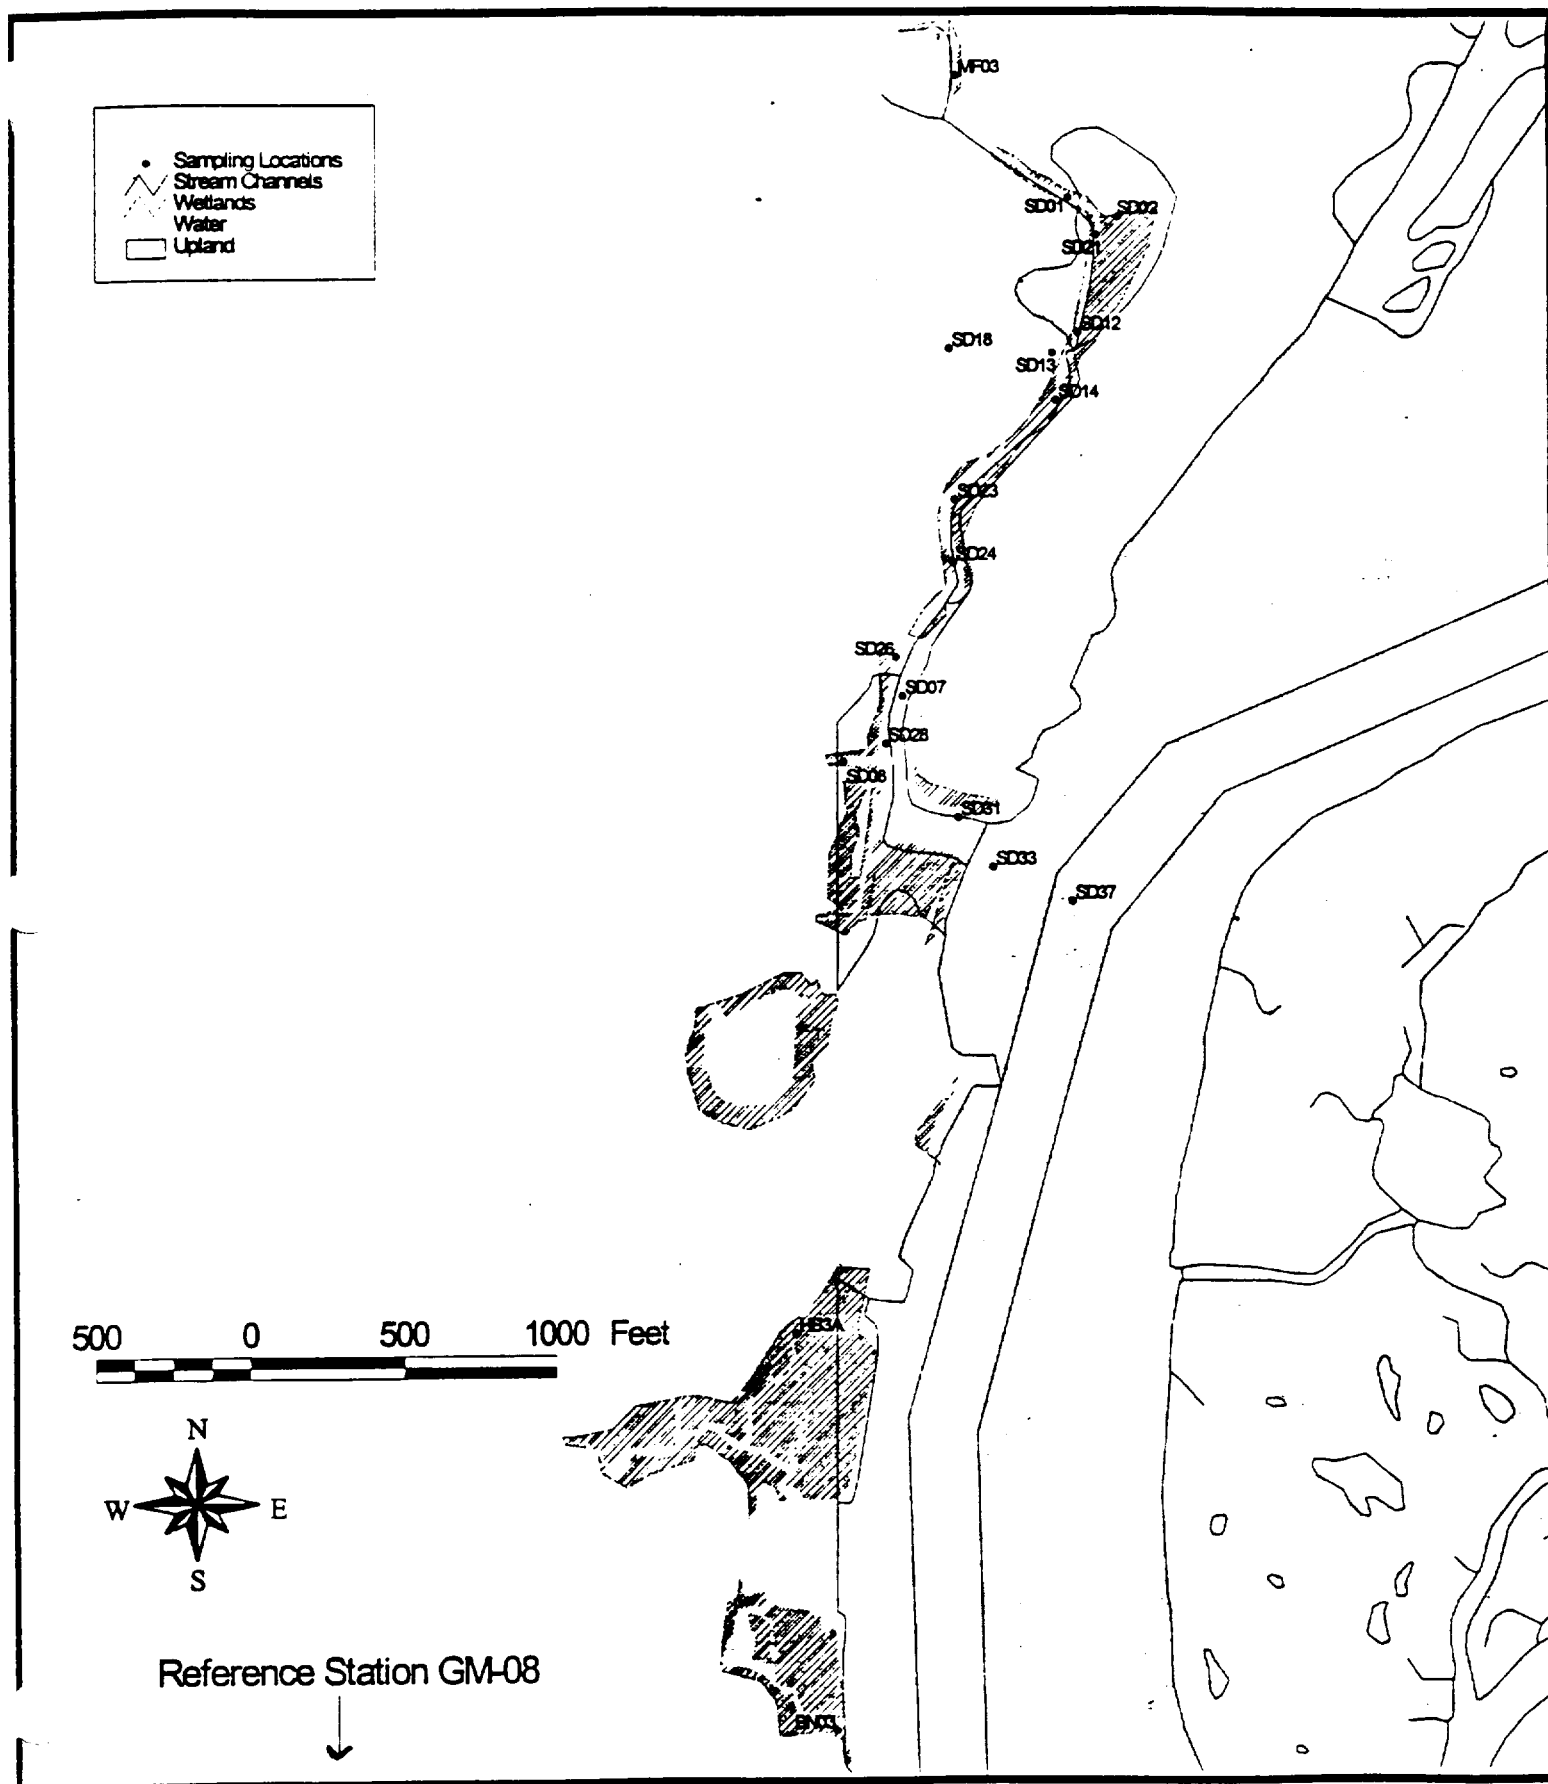 MF03
Sampling Locations
Stream Channels
Wetlands
Water
Upland
SD01
SD02
SD21
SD12
SD18
SD13
SD14
SD23
SD24
SD26
SD07
SD28
SD08
SD31
SD33
SD37
500 0 500 1000 Feet
HB3A
N
W E
S
Reference Station GM-08
BN03